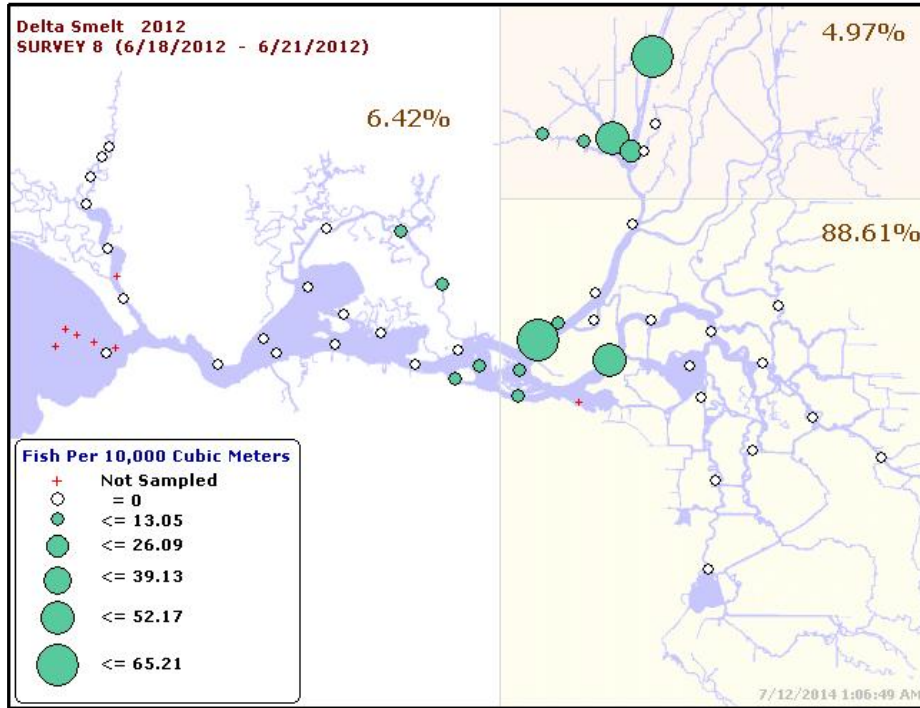 Delta Smelt 2012
SURVEY 8 (6/18/2012 - 6/21/2012)
4.97%
6.42%
88.61%
Fish Per 10,000 Cubic Meters
Not Sampled
= 0
<= 13.05
<= 26.09
<= 39.13
<= 52.17
<= 65.21
7/12/2014 1:06:49 AM